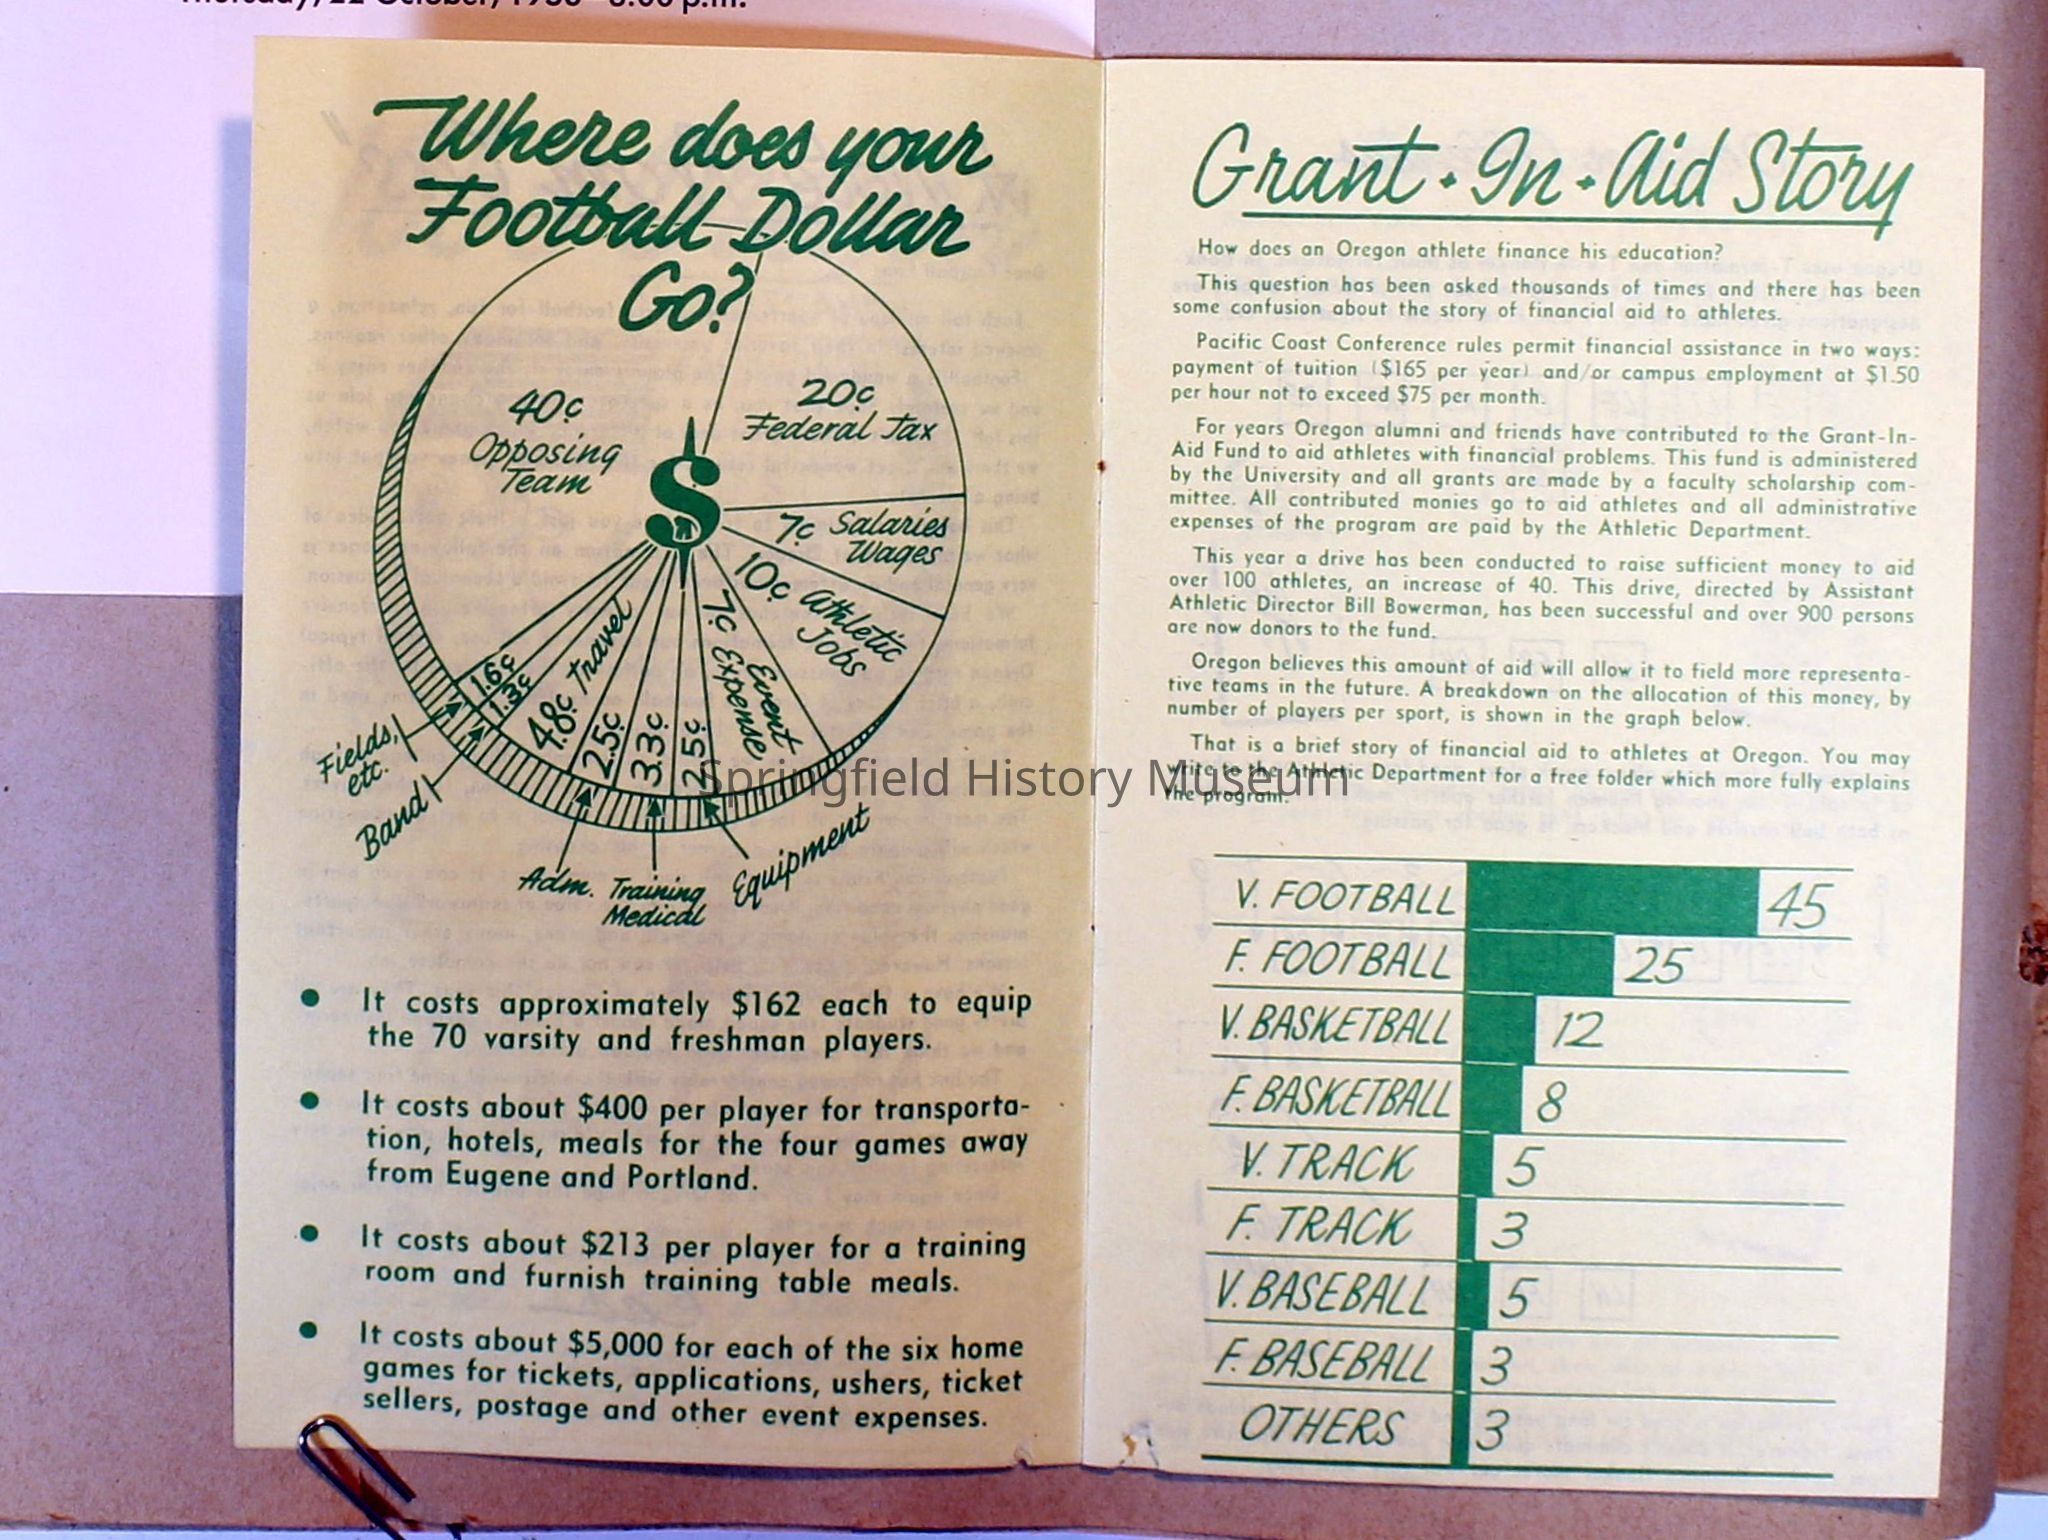 Thursday, 22 October,
p.m.
Where does your
Football Dollar
Go?
40¢
Opposing
Team
20¢
Federal Tax
7¢ Salaries
Wages
10¢ Athletic
Jobs
7¢ Event
Expense
2.5¢
3.3¢
2.5¢
4.8¢ Travel
1.3¢
1.6¢
Fields,
etc.
Band
Adm.
Training
Medical
Equipment
• It costs approximately $162 each to equip
the 70 varsity and freshman players.
• It costs about $400 per player for transporta-
tion, hotels, meals for the four games away
from Eugene and Portland.
• It costs about $213 per player for a training
room and furnish training table meals.
• It costs about $5,000 for each of the six home
games for tickets, applications, ushers, ticket
sellers, postage and other event expenses.
Grant-In-Aid Story
How does an Oregon athlete finance his education?
This question has been asked thousands of times and there has been
some confusion about the story of financial aid to athletes.
Pacific Coast Conference rules permit financial assistance in two ways:
payment of tuition ($165 per year) and/or campus employment at $1.50
per hour not to exceed $75 per month.
For years Oregon alumni and friends have contributed to the Grant-In-
Aid Fund to aid athletes with financial problems. This fund is administered
by the University and all grants are made by a faculty scholarship com-
mittee. All contributed monies go to aid athletes and all administrative
expenses of the program are paid by the Athletic Department.
This year a drive has been conducted to raise sufficient money to aid
over 100 athletes, an increase of 40. This drive, directed by Assistant
Athletic Director Bill Bowerman, has been successful and over 900 persons
are now donors to the fund.
Oregon believes this amount of aid will allow it to field more representa-
tive teams in the future. A breakdown on the allocation of this money, by
number of players per sport, is shown in the graph below.
That is a brief story of financial aid to athletes at Oregon. You may
write to the Athletic Department for a free folder which more fully explains
the program.
Springfield History Museum
V. FOOTBALL 45
F. FOOTBALL 25
V. BASKETBALL 12
F. BASKETBALL 8
V. TRACK 5
F. TRACK 3
V. BASEBALL 5
F. BASEBALL 3
OTHERS 3